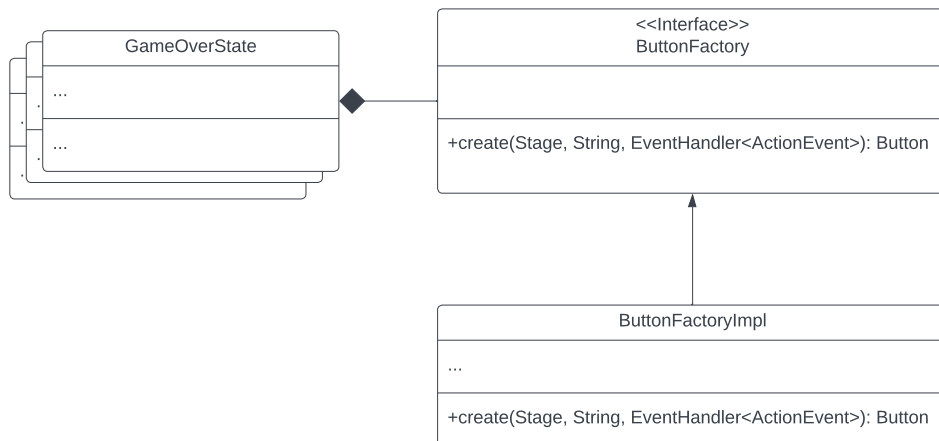 GameOverState
...
...
.
.
.
.
<<Interface>>
ButtonFactory
+create(Stage, String, EventHandler<ActionEvent>): Button
ButtonFactoryImpl
...
+create(Stage, String, EventHandler<ActionEvent>): Button